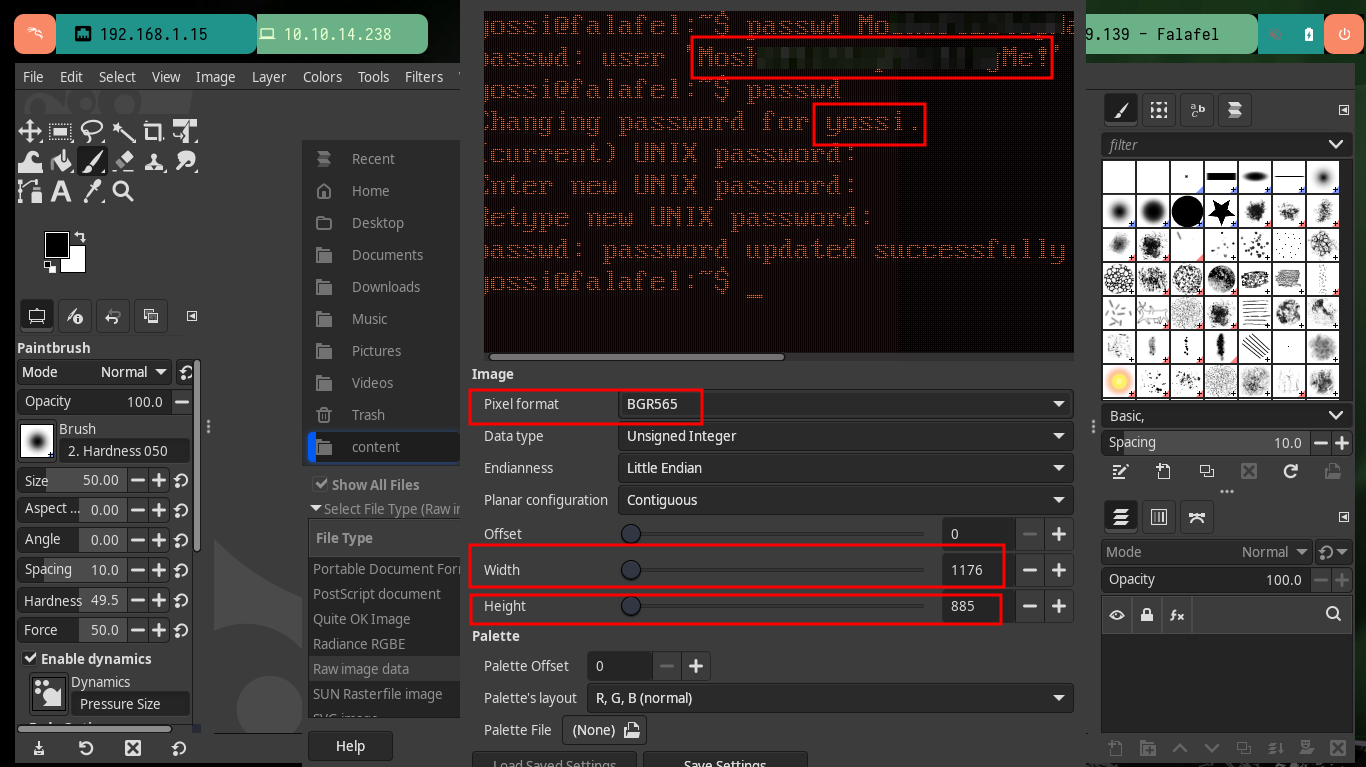 192.168.1.15
10.10.14.238
9.139 - Falafel
File Edit Select View Image Layer Colors Tools Filters
Paintbrush
Mode Normal
Opacity 100.0
Brush
2. Hardness 050
Size 50.00
Aspect ... 0.00
Angle 0.00
Spacing 10.0
Hardness 49.5
Force 50.0
Enable dynamics
Dynamics
Pressure Size
Recent
Home
Desktop
Documents
Downloads
Music
Pictures
Videos
Trash
content
Show All Files
Select File Type (Raw i
File Type
Portable Document For
PostScript document
Quite OK Image
Radiance RGBE
Raw image data
SUN Rasterfile image
Help
yossi@falafel:~$ passwd Mo
passwd: user 'Mosh gMe!'
yossi@falafel:~$ passwd
Changing password for yossi.
(current) UNIX password:
Enter new UNIX password:
Retype new UNIX password:
passwd: password updated successfully
yossi@falafel:~$ _
Image
Pixel format BGR565
Data type Unsigned Integer
Endianness Little Endian
Planar configuration Contiguous
Offset 0
Width 1176
Height 885
Palette
Palette Offset 0
Palette's layout R, G, B (normal)
Palette File (None)
Load Saved Settings Save Settings
filter
Basic,
Spacing 10.0
Mode Normal
Opacity 100.0
fx